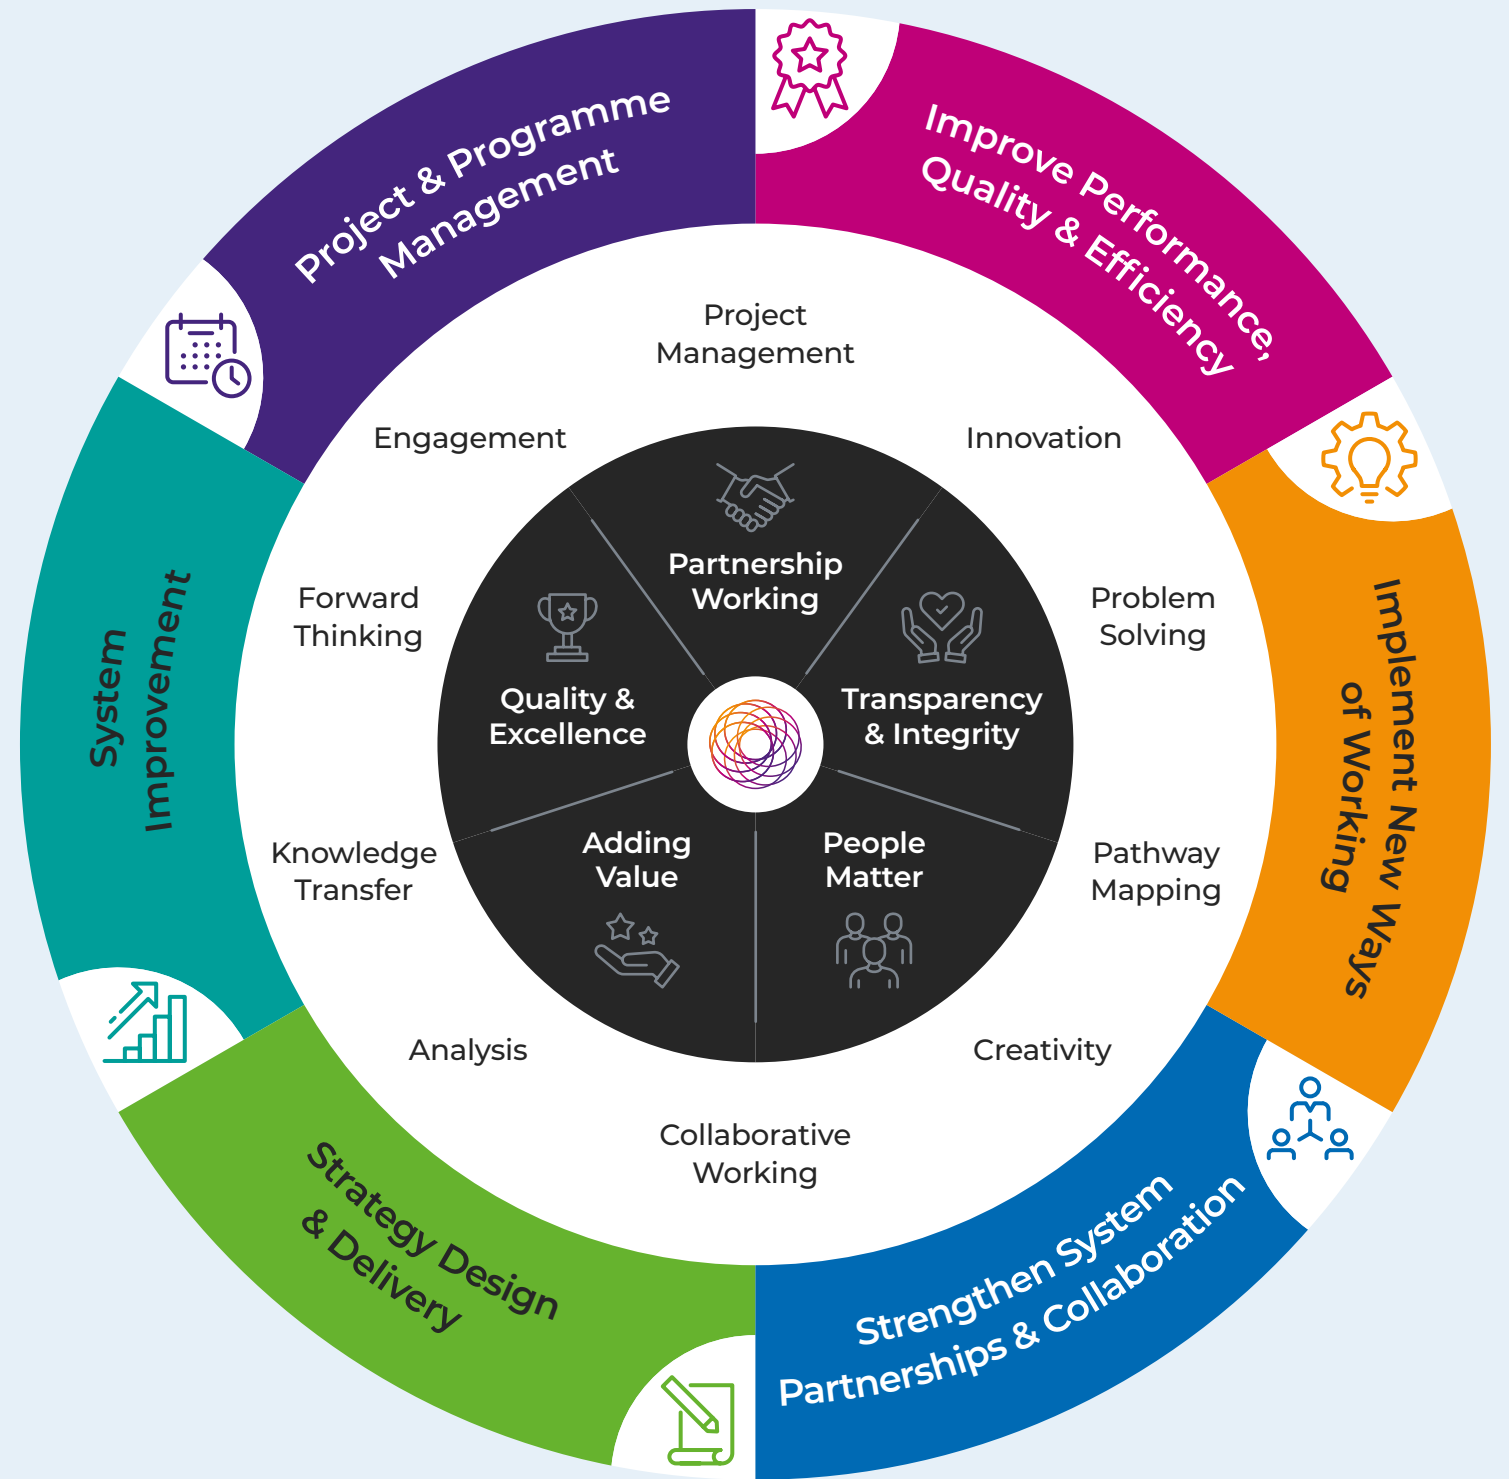 Project & Programme
Management
Improve Performance,
Quality & Efficiency
Implement New Ways
of Working
Strengthen System
Partnerships & Collaboration
Strategy Design
& Delivery
System
Improvement
Project
Management
Innovation
Problem
Solving
Pathway
Mapping
Creativity
Collaborative
Working
Analysis
Knowledge
Transfer
Forward
Thinking
Engagement
Partnership
Working
Transparency
& Integrity
People
Matter
Adding
Value
Quality &
Excellence